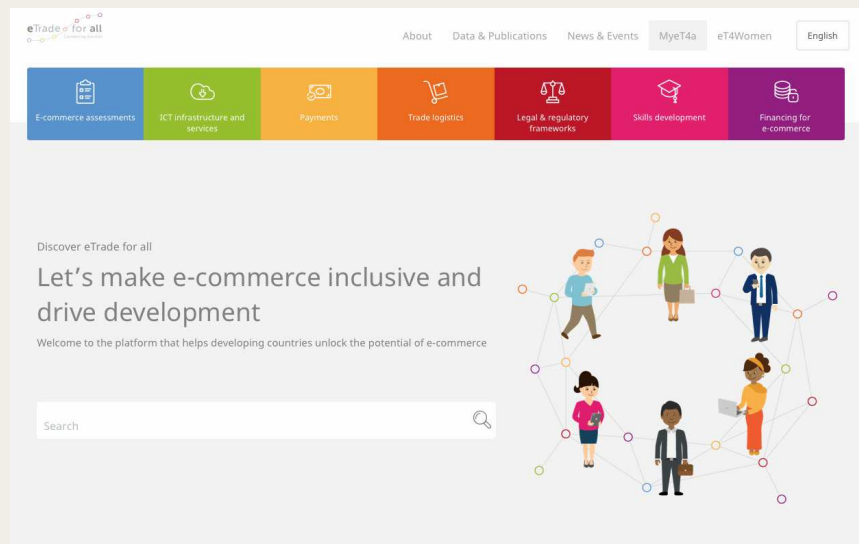 eTrade for all
About
Data & Publications
News & Events
MyeT4a
eT4Women
English
E-commerce assessments
ICT infrastructure and
services
Payments
Trade logistics
Legal & regulatory
frameworks
Skills development
Financing for
e-commerce
Discover eTrade for all
Let's make e-commerce inclusive and
drive development
Welcome to the platform that helps developing countries unlock the potential of e-commerce
Search